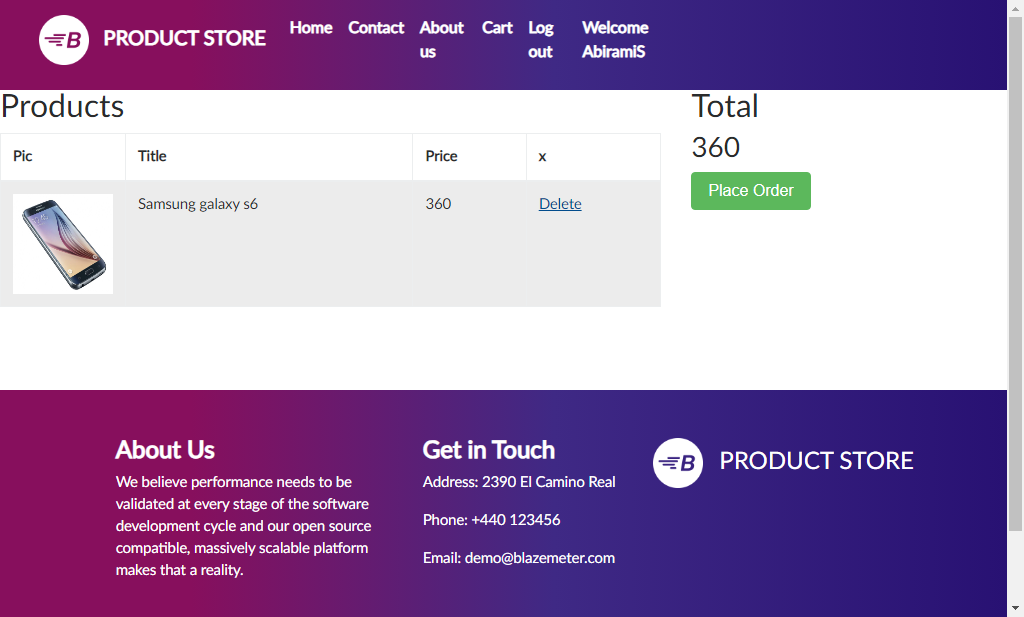 B PRODUCT STORE Home Contact About us Cart Log out Welcome AbiramiS
Products
Pic Title Price x
Samsung galaxy s6 360 Delete
Total
360
Place Order
About Us
We believe performance needs to be
validated at every stage of the software
development cycle and our open source
compatible, massively scalable platform
makes that a reality.
Get in Touch
Address: 2390 El Camino Real
Phone: +440 123456
Email: demo@blazemeter.com
B PRODUCT STORE